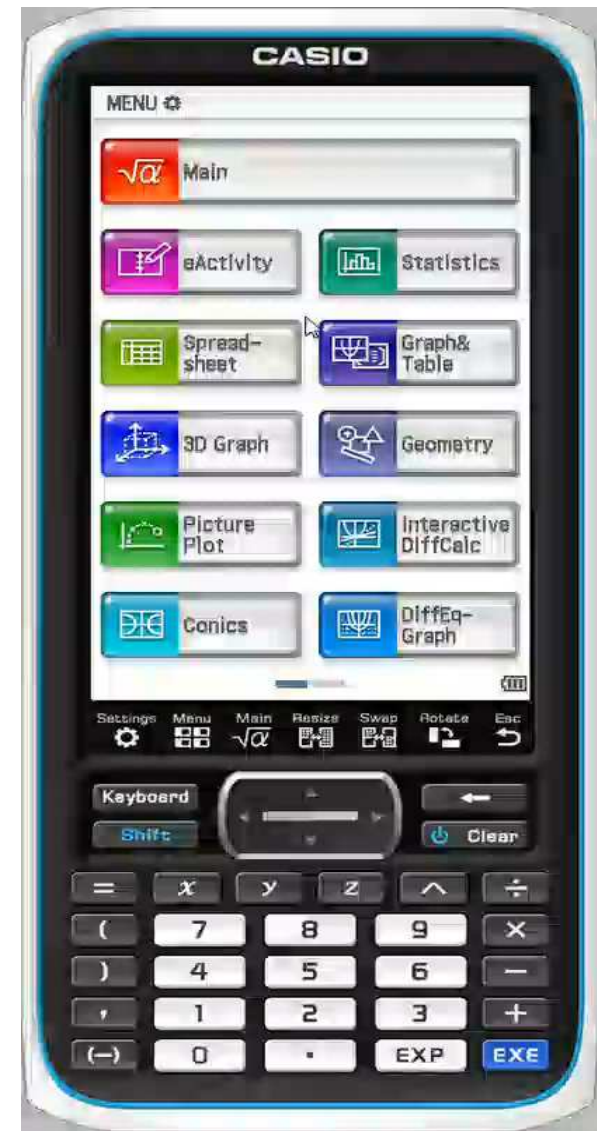 CASIO
MENU
√α Main
eActivity
Statistics
Spread-
sheet
Graph&
Table
3D Graph
Geometry
Picture
Plot
Interactive
DiffCalc
Conics
DiffEq-
Graph
Settings Menu Main Resize Swap Rotate Esc
√α
Keyboard
Shift
Clear
= x y z ^ ÷
( 7 8 9 ×
) 4 5 6 −
, 1 2 3 +
(−) 0 . EXP EXE